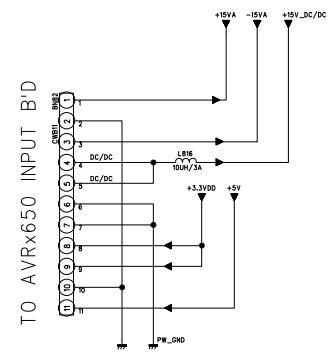 +15VA -15VA +15V_DC/DC
BN82
CWB11
TO AVRx650 INPUT B'D
1 1
2 2
3 3
4 4 DC/DC
L816
10UH/3A
5 5 DC/DC
+3.3VDD +5V
6 6
7 7
8 8
9 9
10 10
11 11
PW_GND